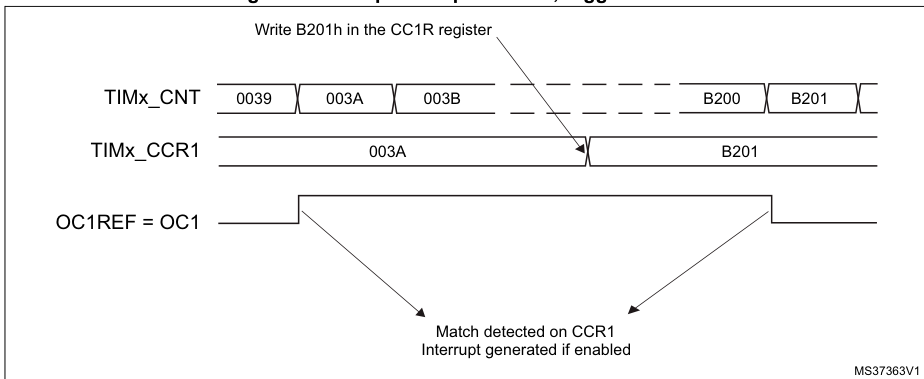 Write B201h in the CC1R register
TIMx_CNT 0039 003A 003B B200 B201
TIMx_CCR1 003A B201
OC1REF = OC1
Match detected on CCR1
Interrupt generated if enabled
MS37363V1